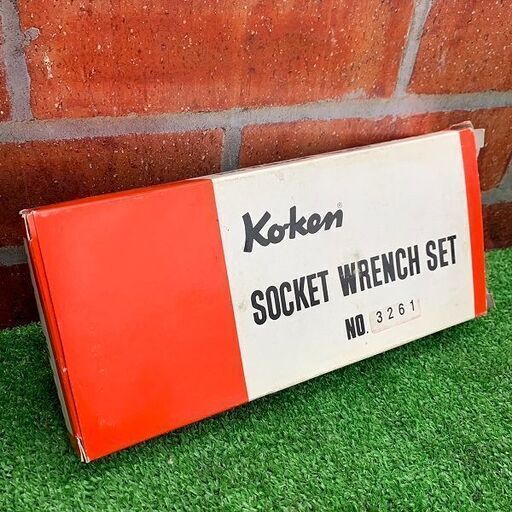 Koken®
SOCKET WRENCH SET
NO. 3261